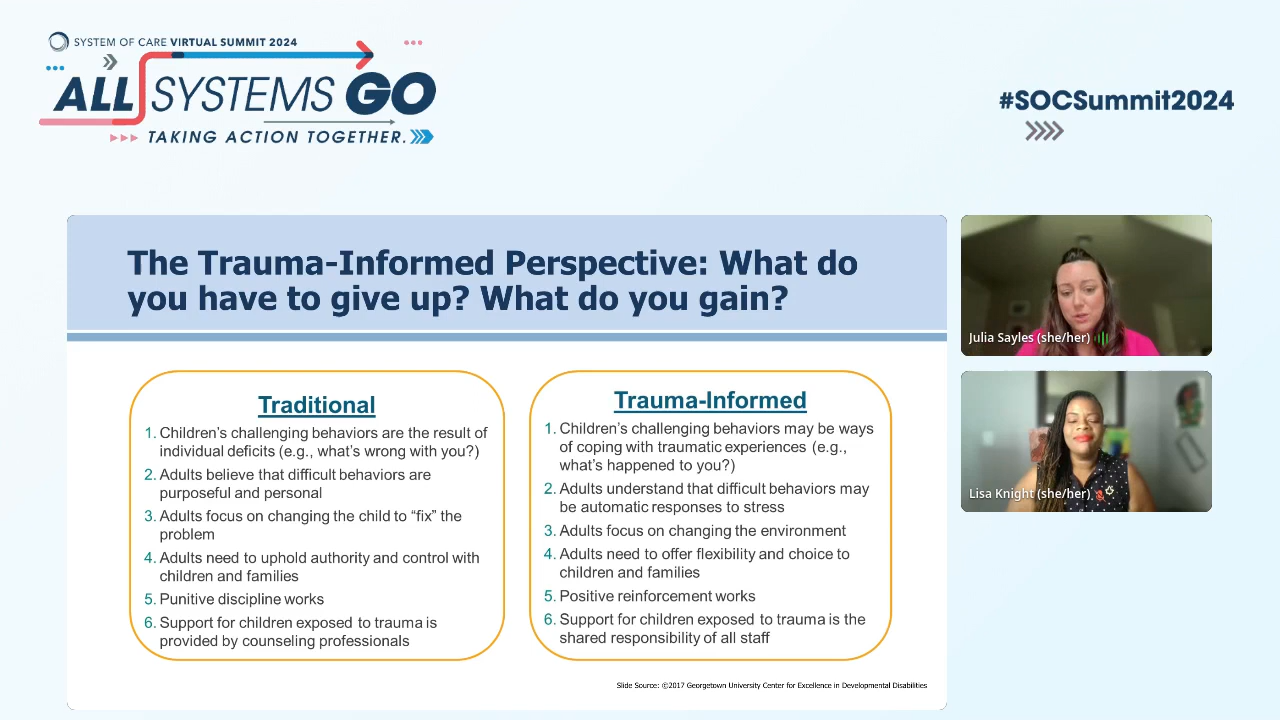 SYSTEM OF CARE VIRTUAL SUMMIT 2024
ALL SYSTEMS GO
TAKING ACTION TOGETHER.
#SOCSummit2024
The Trauma-Informed Perspective: What do
you have to give up? What do you gain?
Traditional
1. Children's challenging behaviors are the result of
individual deficits (e.g., what's wrong with you?)
2. Adults believe that difficult behaviors are
purposeful and personal
3. Adults focus on changing the child to “fix” the
problem
4. Adults need to uphold authority and control with
children and families
5. Punitive discipline works
6. Support for children exposed to trauma is
provided by counseling professionals
Trauma-Informed
1. Children's challenging behaviors may be ways
of coping with traumatic experiences (e.g.,
what's happened to you?)
2. Adults understand that difficult behaviors may
be automatic responses to stress
3. Adults focus on changing the environment
4. Adults need to offer flexibility and choice to
children and families
5. Positive reinforcement works
6. Support for children exposed to trauma is the
shared responsibility of all staff
Slide Source: ©2017 Georgetown University Center for Excellence in Developmental Disabilities
Julia Sayles (she/her)
Lisa Knight (she/her)